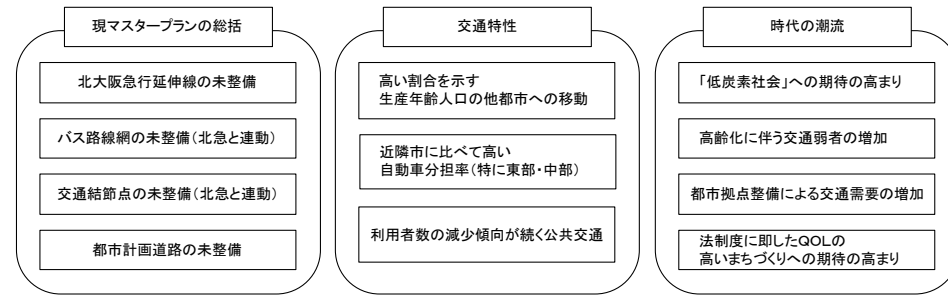 現マスタープランの総括
北大阪急行延伸線の未整備
バス路線網の未整備(北急と連動)
交通結節点の未整備(北急と連動)
都市計画道路の未整備
交通特性
高い割合を示す
生産年齢人口の他都市への移動
近隣市に比べて高い
自動車分担率(特に東部・中部)
利用者数の減少傾向が続く公共交通
時代の潮流
「低炭素社会」への期待の高まり
高齢化に伴う交通弱者の増加
都市拠点整備による交通需要の増加
法制度に即したQOLの
高いまちづくりへの期待の高まり